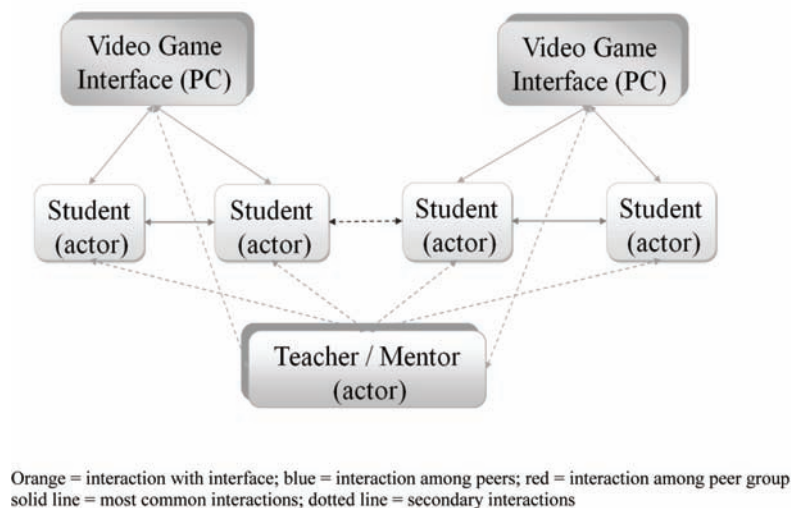 Video Game
Interface (PC)
Video Game
Interface (PC)
Student
(actor)
Student
(actor)
Student
(actor)
Student
(actor)
Teacher / Mentor
(actor)
Orange = interaction with interface; blue = interaction among peers; red = interaction among peer group
solid line = most common interactions; dotted line = secondary interactions